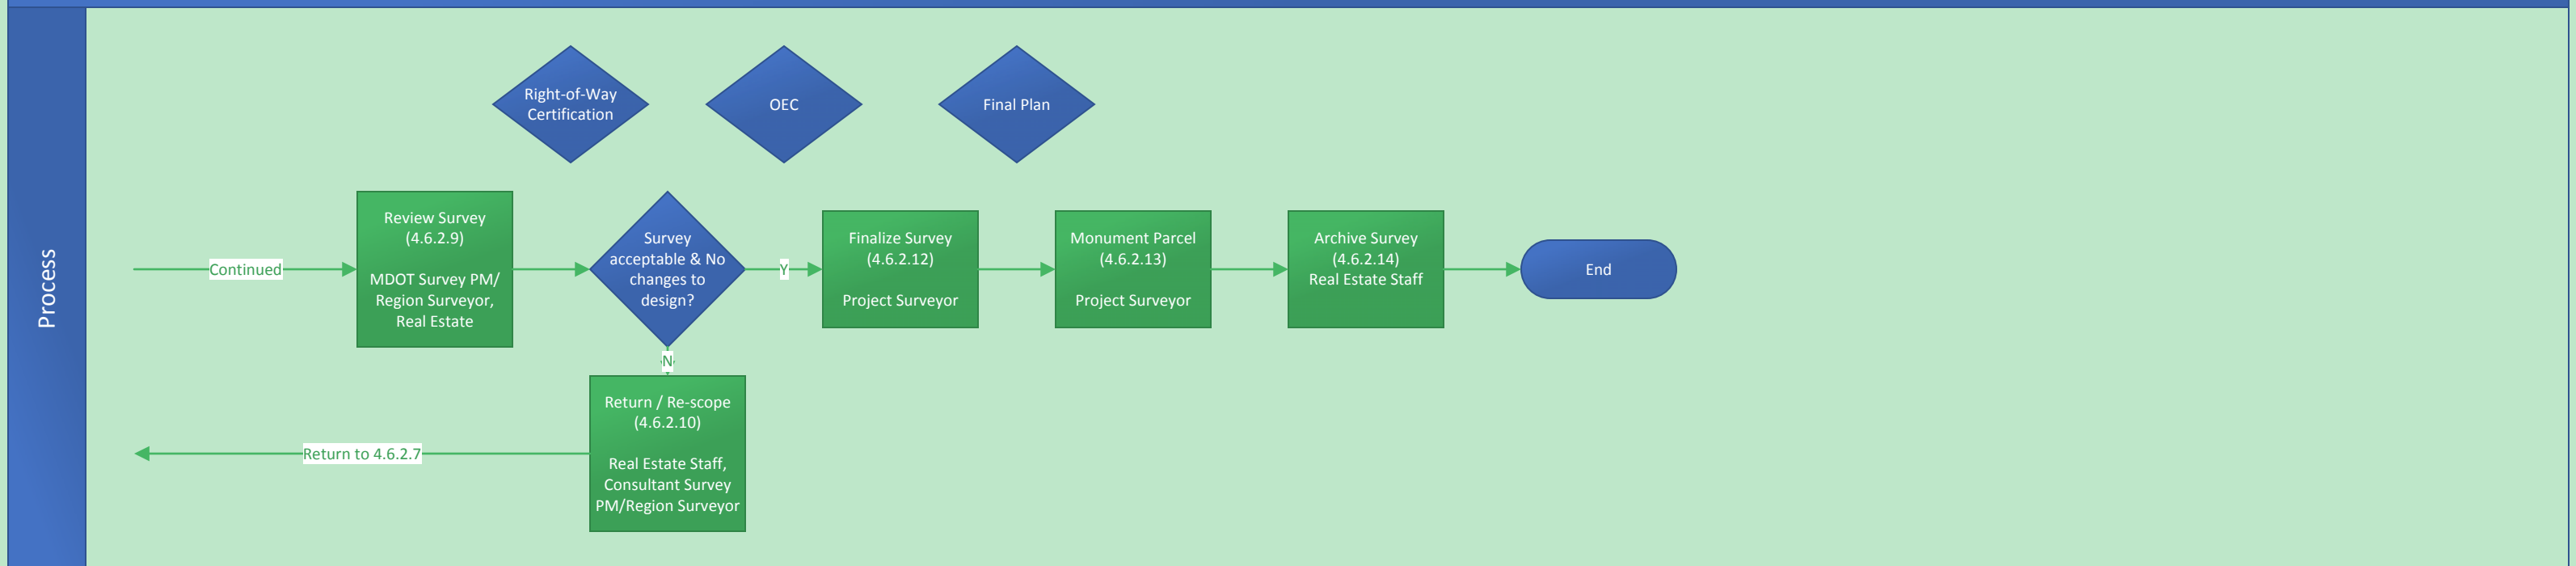 Process
Right-of-Way
Certification
OEC
Final Plan
Continued
Review Survey
(4.6.2.9)
MDOT Survey PM/
Region Surveyor,
Real Estate
Survey
acceptable & No
changes to
design?
Y
Finalize Survey
(4.6.2.12)
Project Surveyor
Monument Parcel
(4.6.2.13)
Project Surveyor
Archive Survey
(4.6.2.14)
Real Estate Staff
End
N
Return / Re-scope
(4.6.2.10)
Real Estate Staff,
Consultant Survey
PM/Region Surveyor
Return to 4.6.2.7